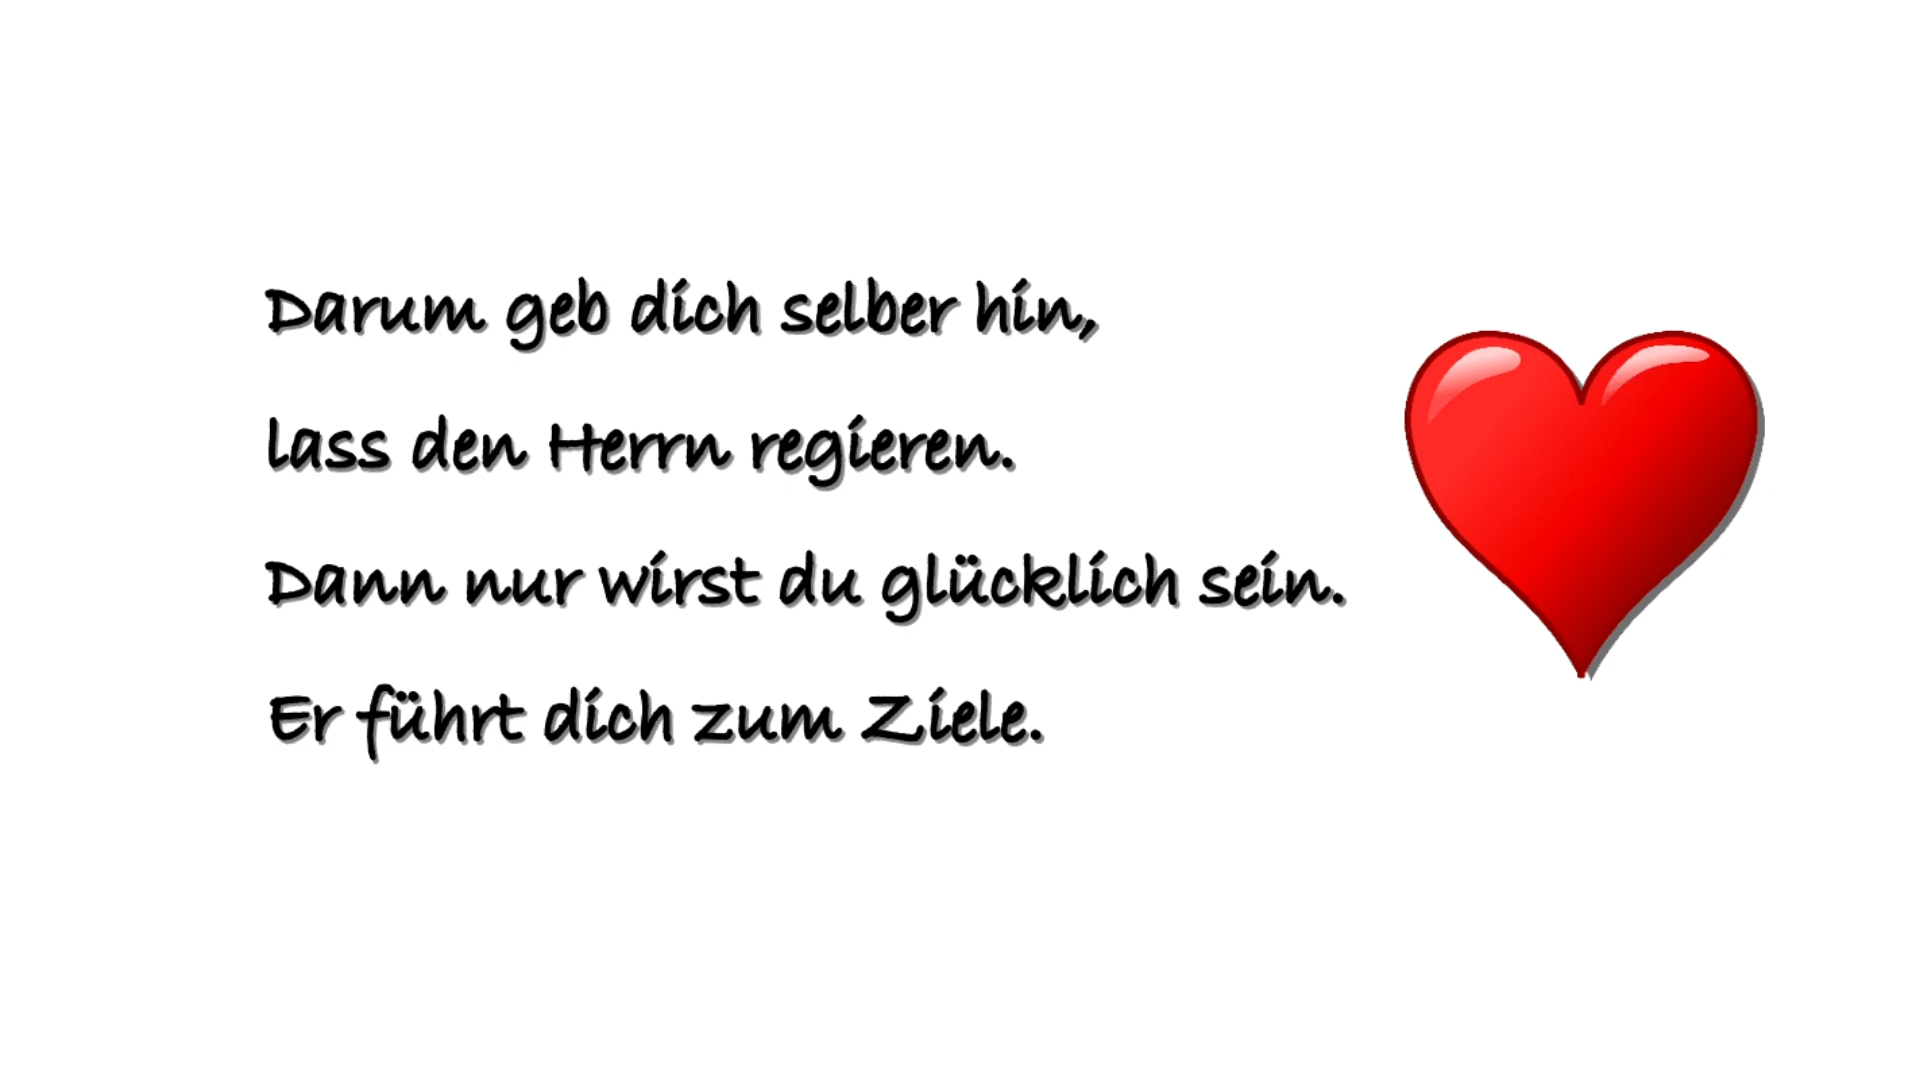 Darum geb dich selber hin,
lass den Herrn regieren.
Dann nur wirst du glücklich sein.
Er führt dich zum Ziele.